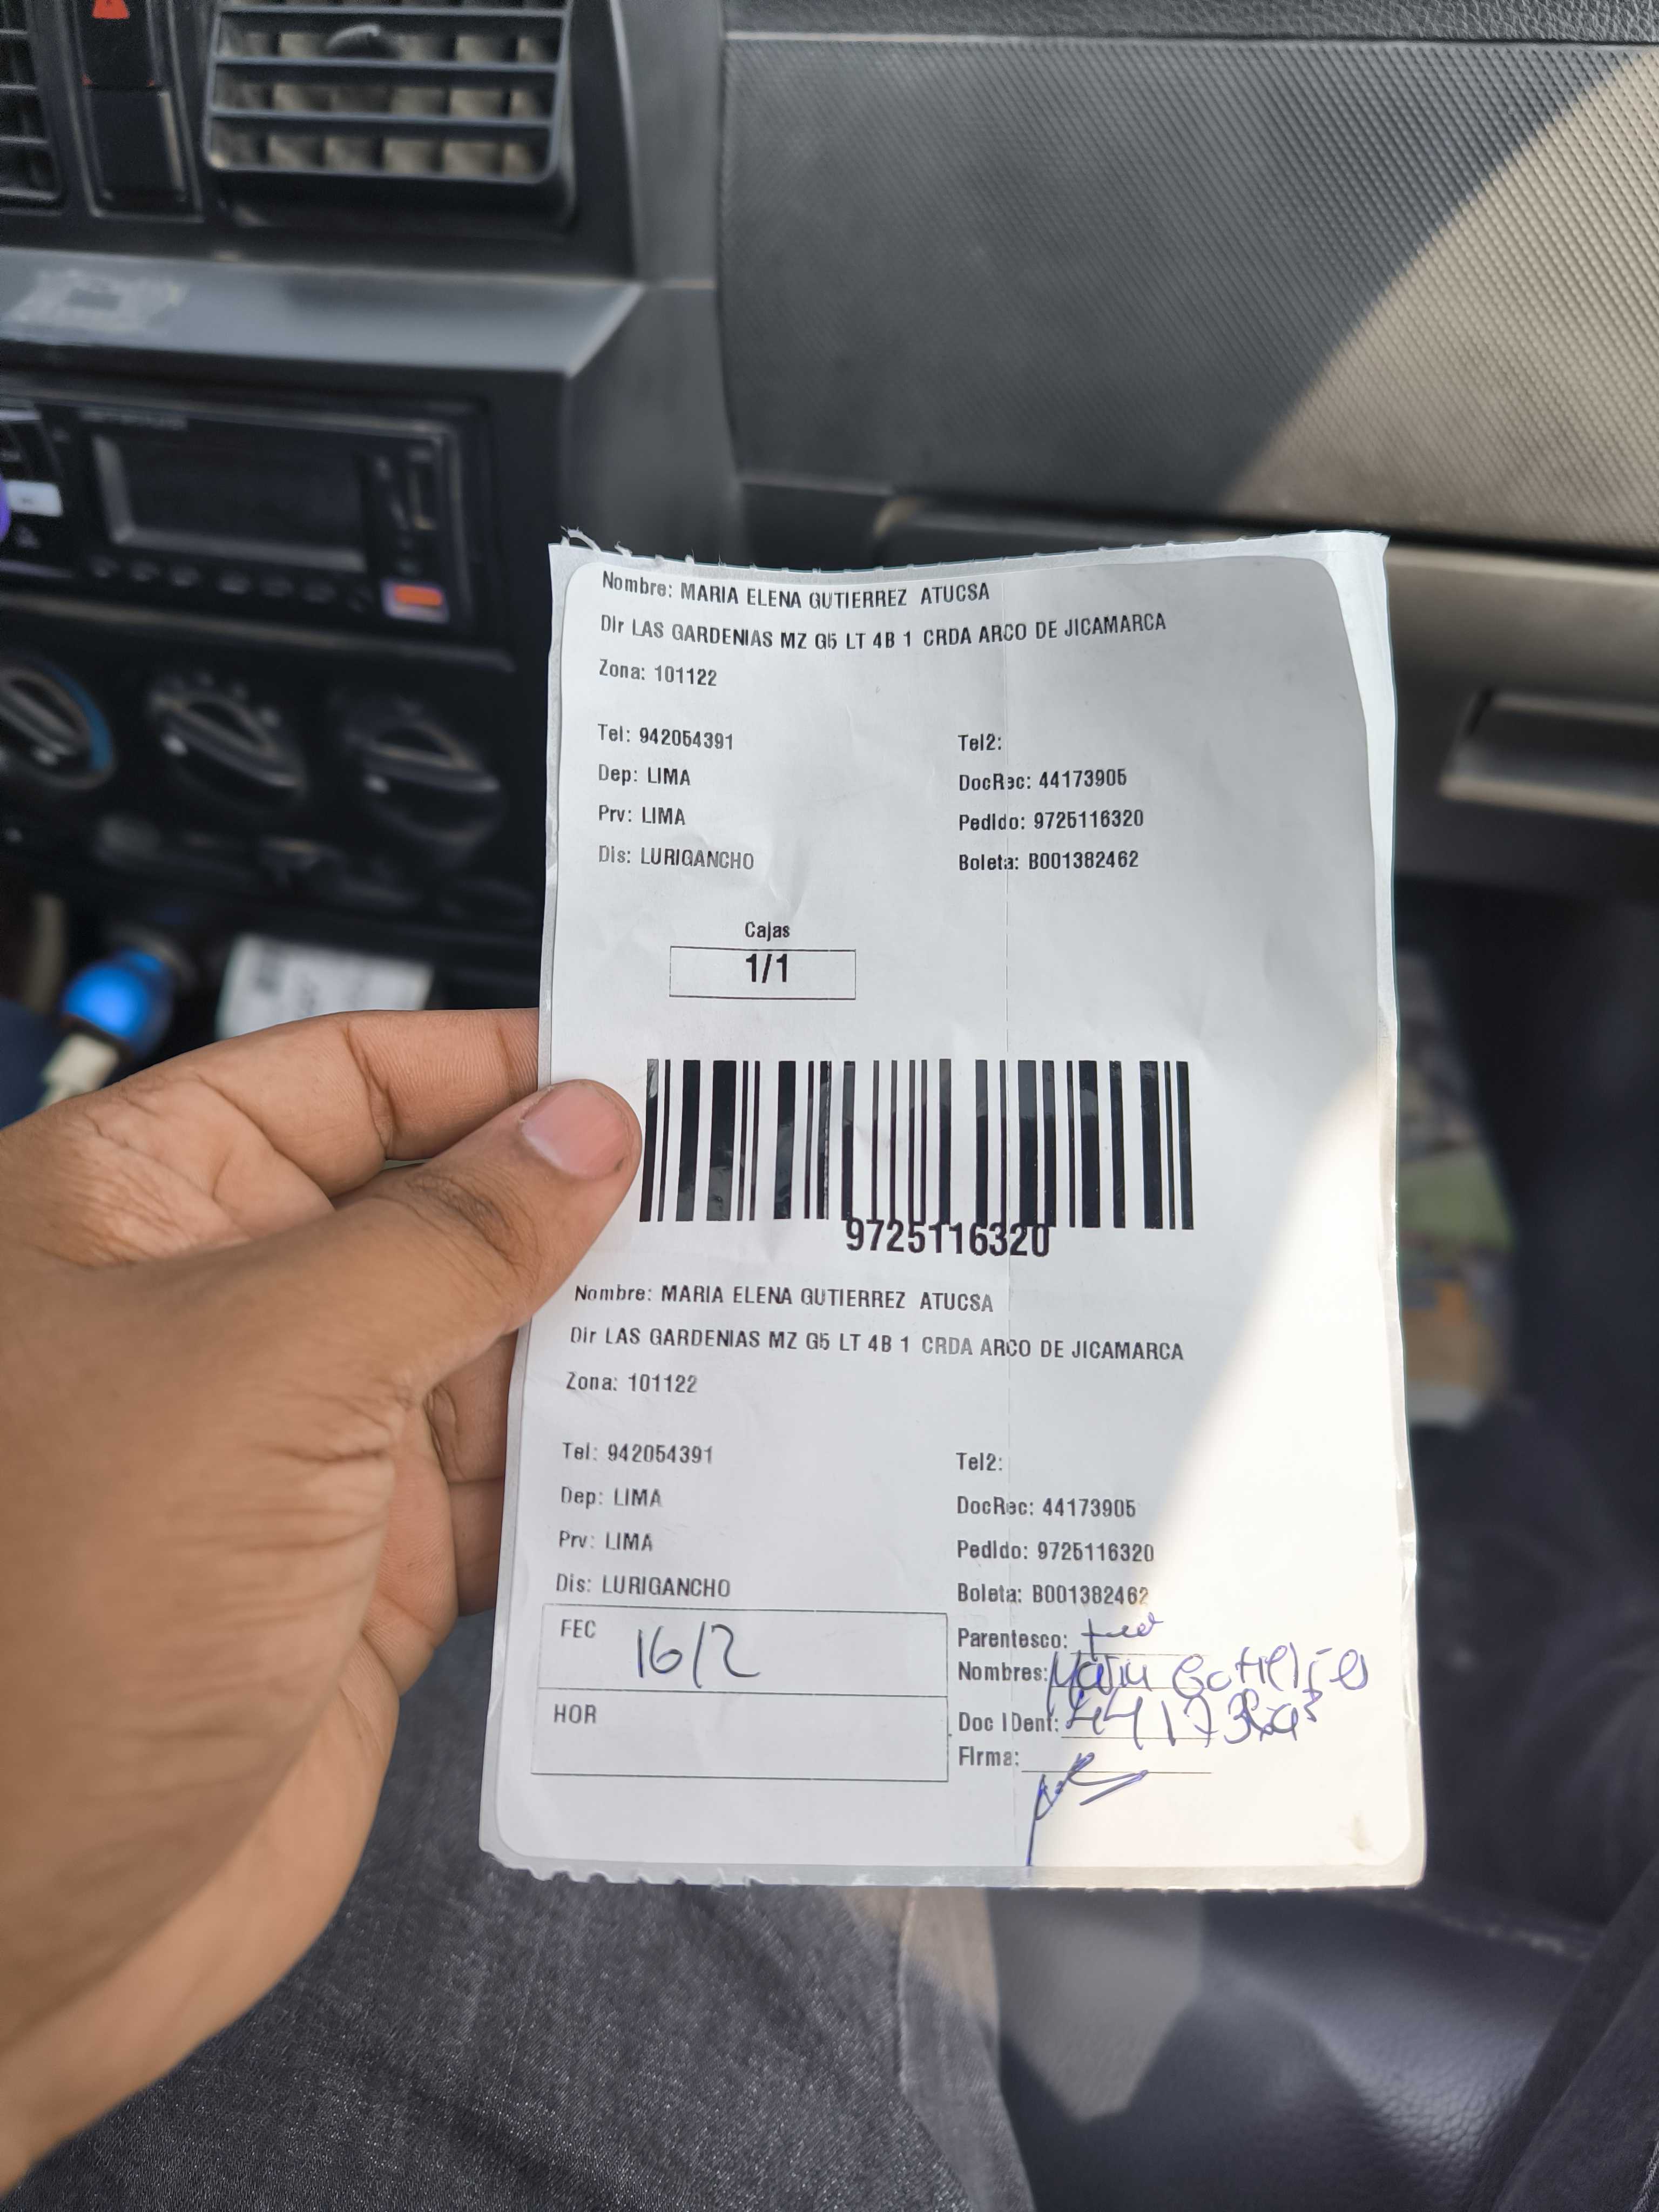 Nombre: MARIA ELENA GUTIERREZ ATUCSA
Dir LAS GARDENIAS MZ G5 LT 4B 1 CRDA ARCO DE JICAMARCA
Zona: 101122
Tel: 942054391
Tel2:
Dep: LIMA
DocRec: 44173905
Prv: LIMA
Pedido: 9725116320
Dis: LURIGANCHO
Boleta: B001382462
Cajas
1/1
9725116320
Nombre: MARIA ELENA GUTIERREZ ATUCSA
Dir LAS GARDENIAS MZ G5 LT 4B 1 CRDA ARCO DE JICAMARCA
Zona: 101122
Tel: 942054391
Tel2:
Dep: LIMA
DocRec: 44173905
Prv: LIMA
Pedido: 9725116320
Dis: LURIGANCHO
Boleta: B001382462
FEC 16/2
Parentesco:
Nombres: Maria
HOR
Doc IDent:
Firma: